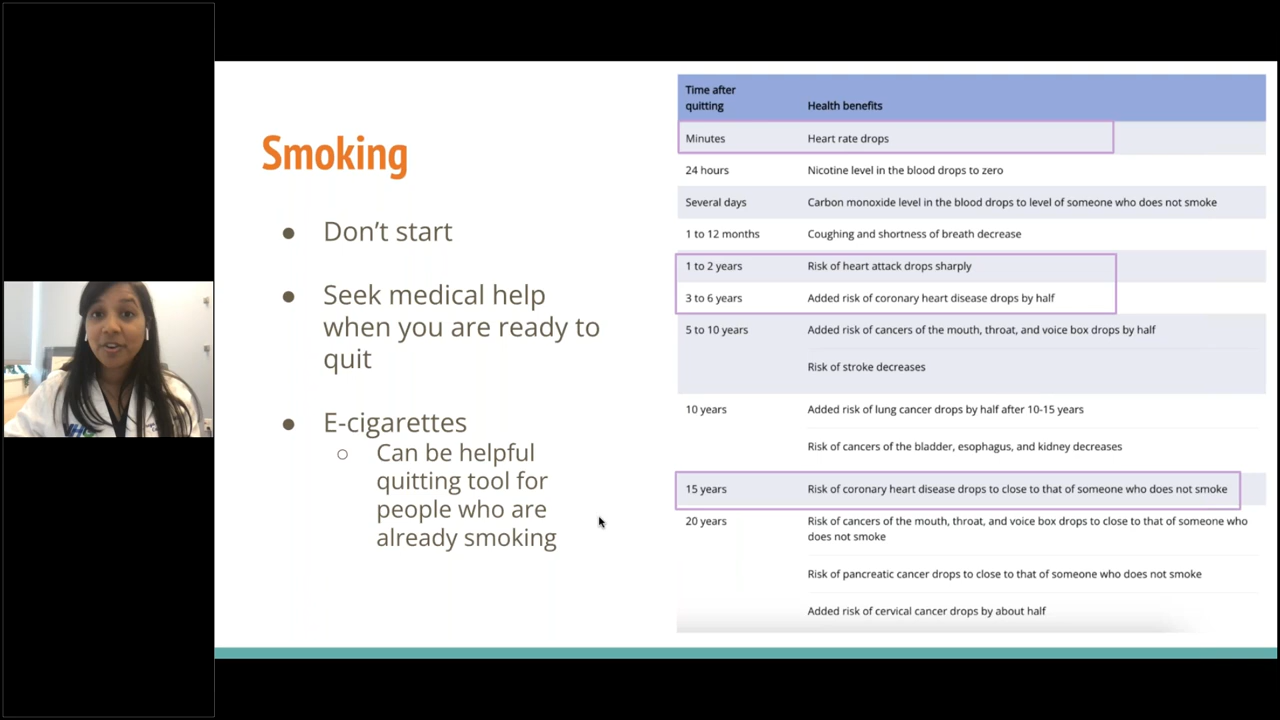 Smoking
● Don’t start
● Seek medical help
when you are ready to
quit
● E-cigarettes
○ Can be helpful
quitting tool for
people who are
already smoking
Time after
quitting
Health benefits
Minutes Heart rate drops
24 hours Nicotine level in the blood drops to zero
Several days Carbon monoxide level in the blood drops to level of someone who does not smoke
1 to 12 months Coughing and shortness of breath decrease
1 to 2 years Risk of heart attack drops sharply
3 to 6 years Added risk of coronary heart disease drops by half
5 to 10 years Added risk of cancers of the mouth, throat, and voice box drops by half
Risk of stroke decreases
10 years Added risk of lung cancer drops by half after 10-15 years
Risk of cancers of the bladder, esophagus, and kidney decreases
15 years Risk of coronary heart disease drops to close to that of someone who does not smoke
20 years Risk of cancers of the mouth, throat, and voice box drops to close to that of someone who
does not smoke
Risk of pancreatic cancer drops to close to that of someone who does not smoke
Added risk of cervical cancer drops by about half